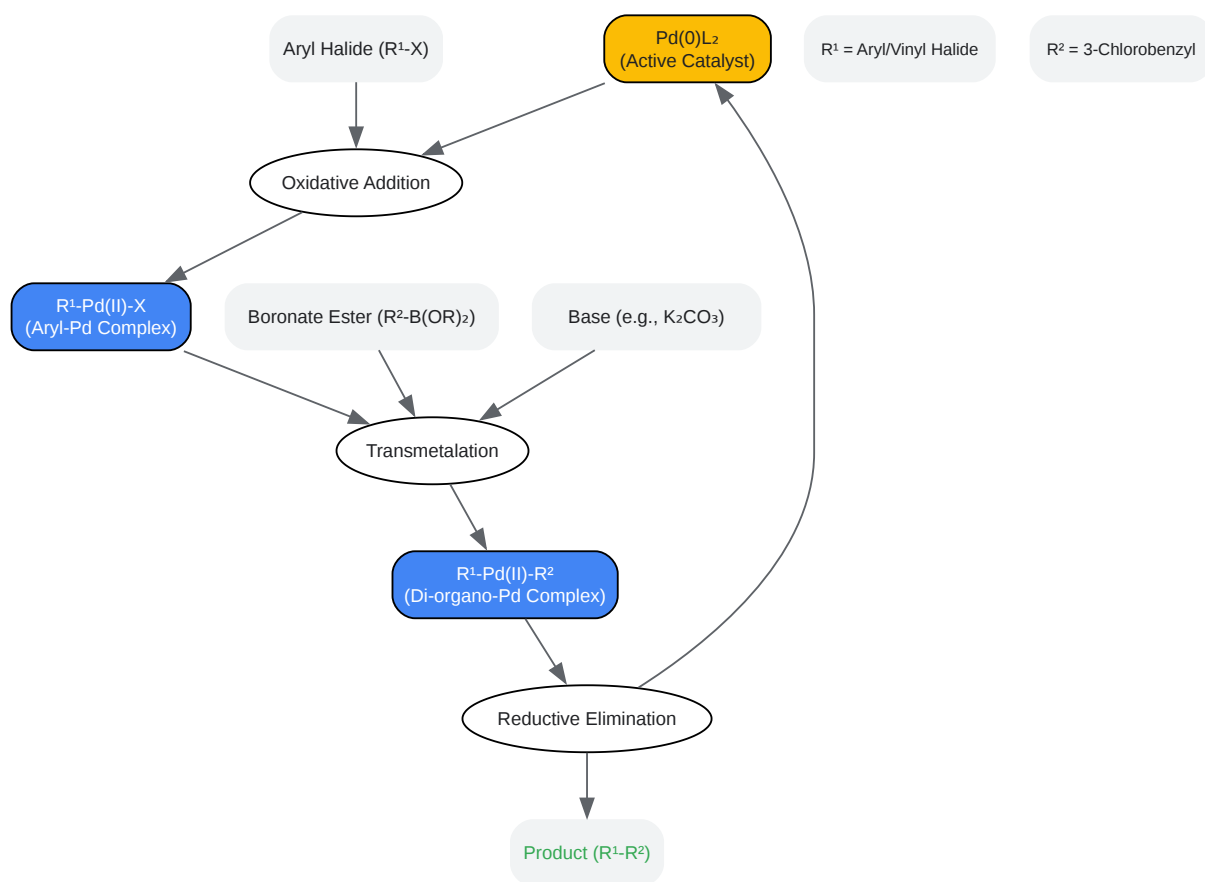 Aryl Halide (R¹-X)
Pd(0)L₂
(Active Catalyst)
R¹ = Aryl/Vinyl Halide
R² = 3-Chlorobenzyl
Oxidative Addition
R¹-Pd(II)-X
(Aryl-Pd Complex)
Boronate Ester (R²-B(OR)₂)
Base (e.g., K₂CO₃)
Transmetalation
R¹-Pd(II)-R²
(Di-organo-Pd Complex)
Reductive Elimination
Product (R¹-R²)